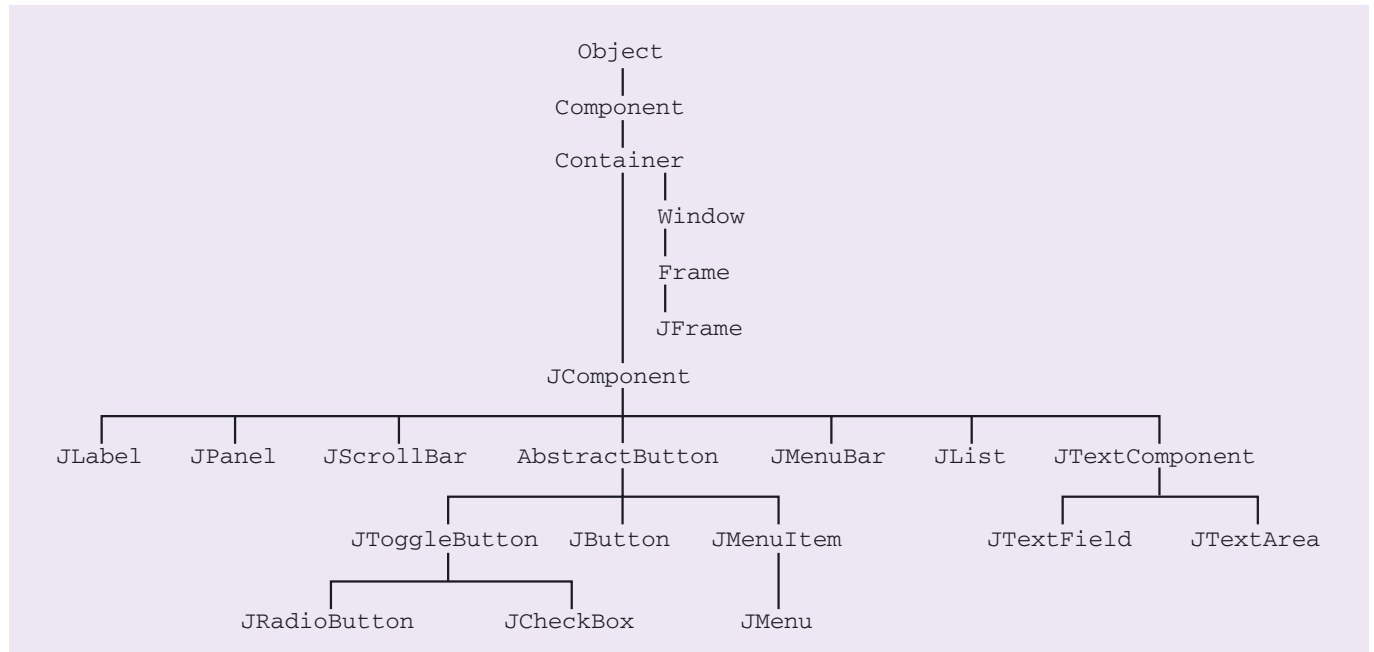 Object
Component
Container
Window
Frame
JFrame
JComponent
JLabel JPanel JScrollBar AbstractButton JMenuBar JList JTextComponent
JToggleButton JButton JMenuItem JTextField JTextArea
JRadioButton JCheckBox JMenu